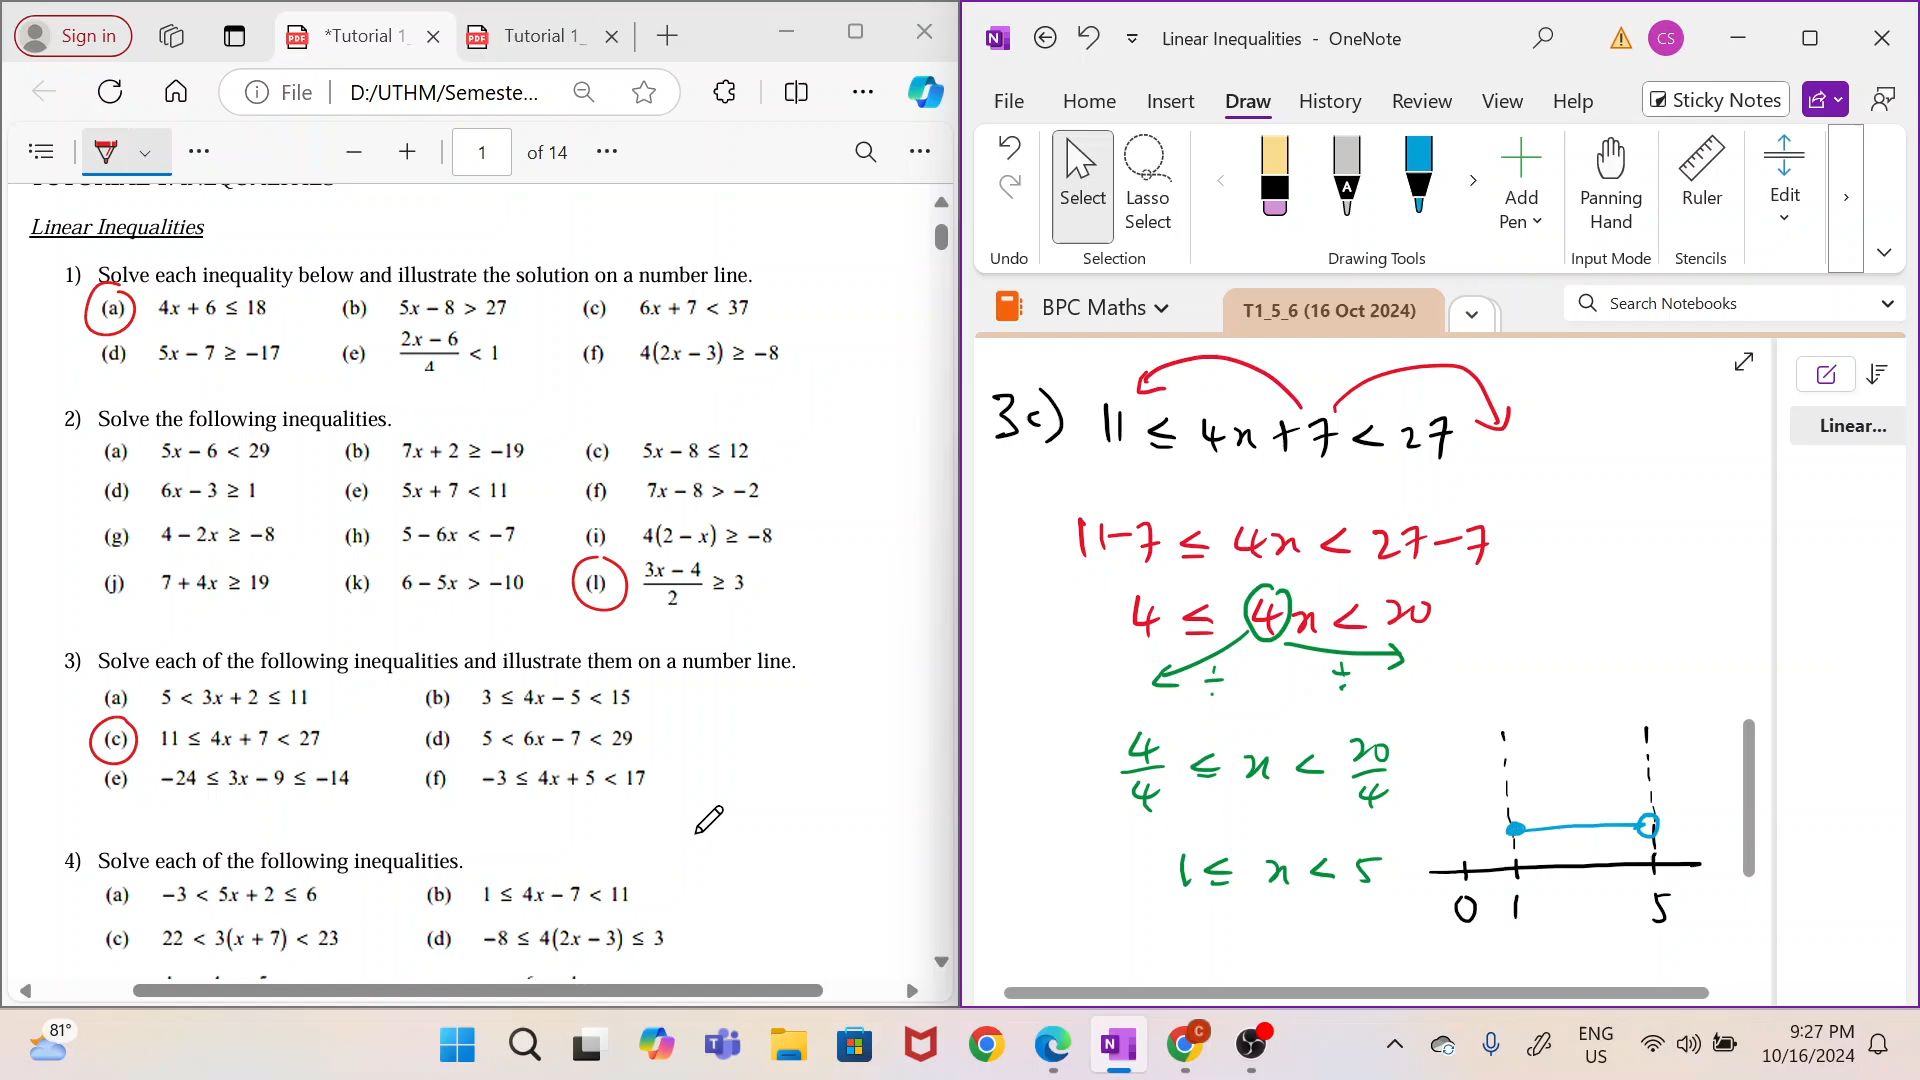 Sign in
*Tutorial 1_
Tutorial 1_
File
D:/UTHM/Semeste...
1 of 14
Linear Inequalities
1) Solve each inequality below and illustrate the solution on a number line.
(a) 4x + 6 ≤ 18 (b) 5x − 8 > 27 (c) 6x + 7 < 37
(d) 5x − 7 ≥ −17 (e) (2x − 6)/4 < 1 (f) 4(2x − 3) ≥ −8
2) Solve the following inequalities.
(a) 5x − 6 < 29 (b) 7x + 2 ≥ −19 (c) 5x − 8 ≤ 12
(d) 6x − 3 ≥ 1 (e) 5x + 7 < 11 (f) 7x − 8 > −2
(g) 4 − 2x ≥ −8 (h) 5 − 6x < −7 (i) 4(2 − x) ≥ −8
(j) 7 + 4x ≥ 19 (k) 6 − 5x > −10 (l) (3x − 4)/2 ≥ 3
3) Solve each of the following inequalities and illustrate them on a number line.
(a) 5 < 3x + 2 ≤ 11 (b) 3 ≤ 4x − 5 < 15
(c) 11 ≤ 4x + 7 < 27 (d) 5 < 6x − 7 < 29
(e) −24 ≤ 3x − 9 ≤ −14 (f) −3 ≤ 4x + 5 < 17
4) Solve each of the following inequalities.
(a) −3 < 5x + 2 ≤ 6 (b) 1 ≤ 4x − 7 < 11
(c) 22 < 3(x + 7) < 23 (d) −8 ≤ 4(2x − 3) ≤ 3
Linear Inequalities - OneNote
CS
File Home Insert Draw History Review View Help
Sticky Notes
Select
Lasso Select
A
Add Pen
Panning Hand
Ruler
Edit
Undo Selection Drawing Tools Input Mode Stencils
BPC Maths
T1_5_6 (16 Oct 2024)
Search Notebooks
Linear...
3c) 11 ≤ 4x + 7 < 27
11-7 ≤ 4x < 27-7
4 ≤ 4x < 20
÷ ÷
4/4 ≤ x < 20/4
1 ≤ x < 5
0 1 5
81°
ENG
US
9:27 PM
10/16/2024